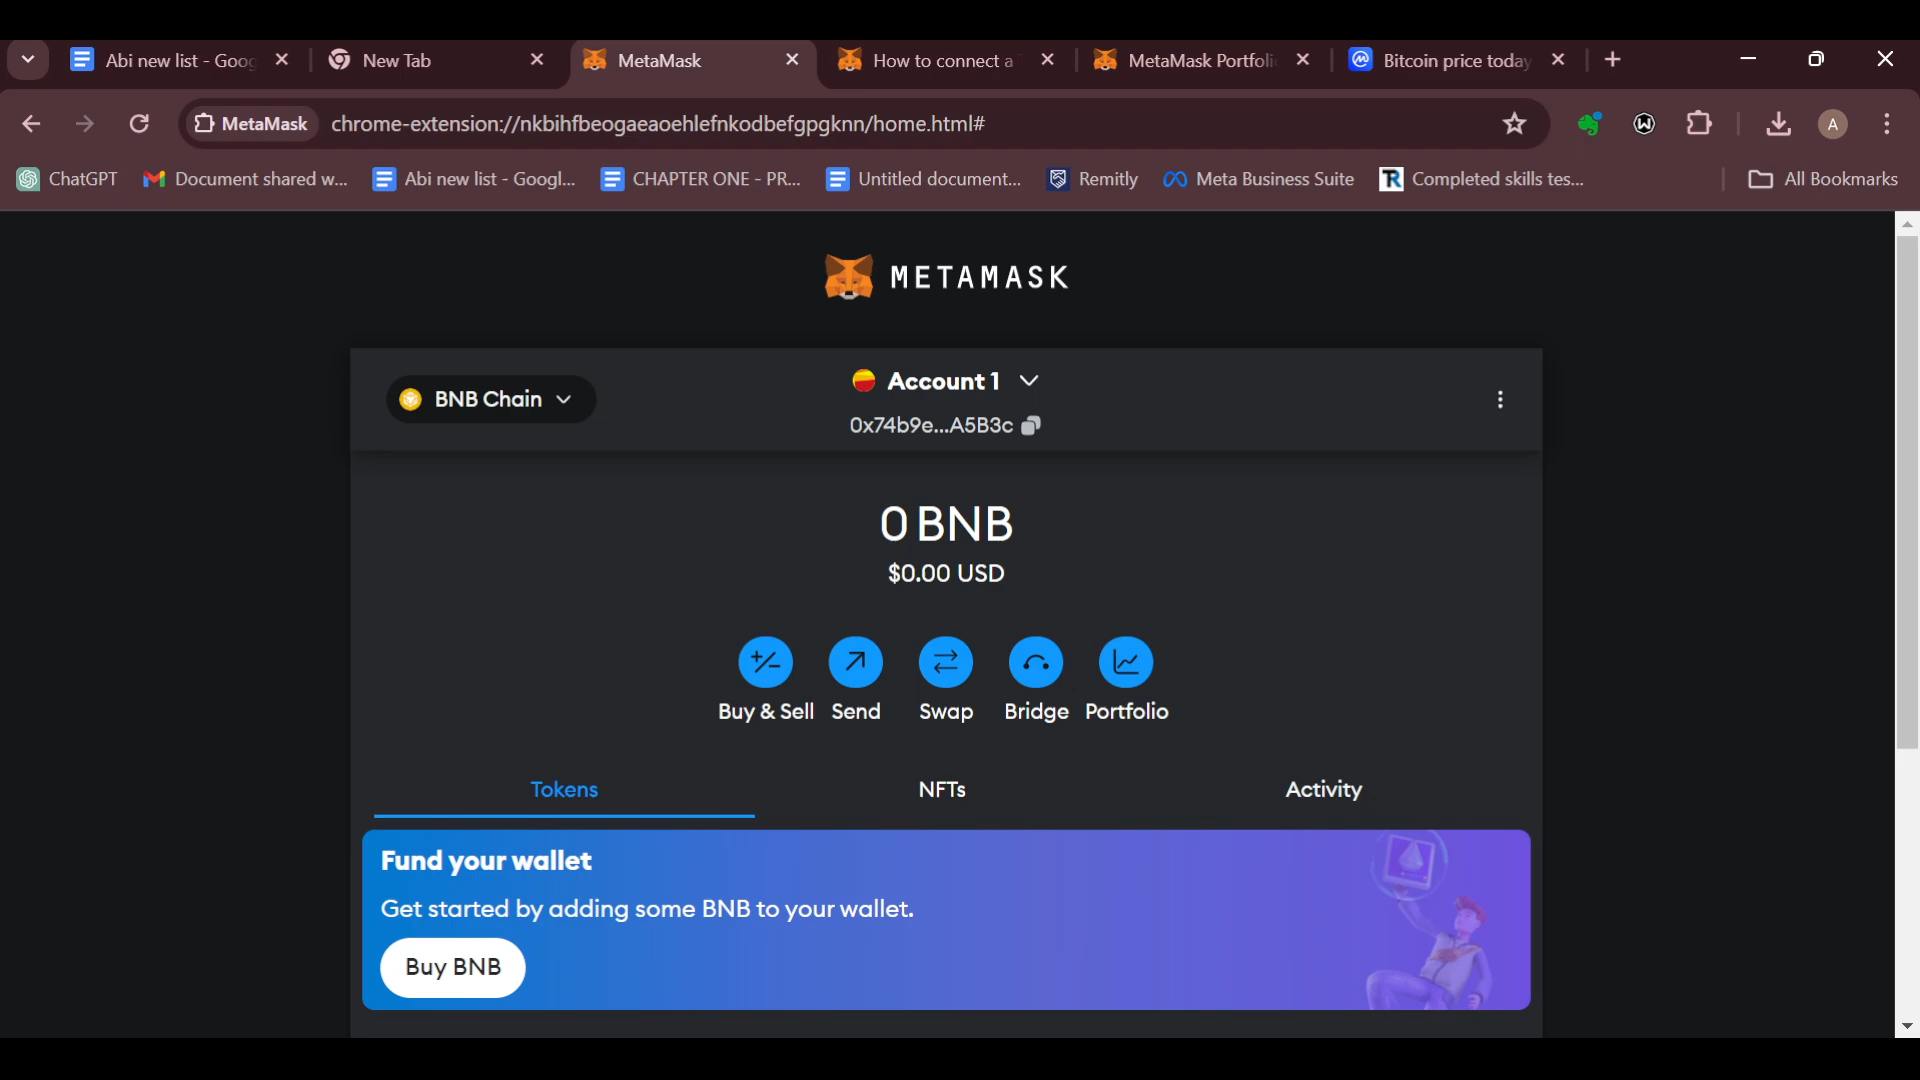 Abi new list - Goog
New Tab
MetaMask
How to connect a
MetaMask Portfoli
Bitcoin price today
MetaMask
chrome-extension://nkbihfbeogaeaoehlefnkodbefgpgknn/home.html#
A
ChatGPT
Document shared w...
Abi new list - Googl...
CHAPTER ONE - PR...
Untitled document...
Remitly
Meta Business Suite
TR Completed skills tes...
All Bookmarks
METAMASK
BNB Chain
Account 1
0x74b9e...A5B3c
0 BNB
$0.00 USD
Buy & Sell
Send
Swap
Bridge
Portfolio
Tokens
NFTs
Activity
Fund your wallet
Get started by adding some BNB to your wallet.
Buy BNB